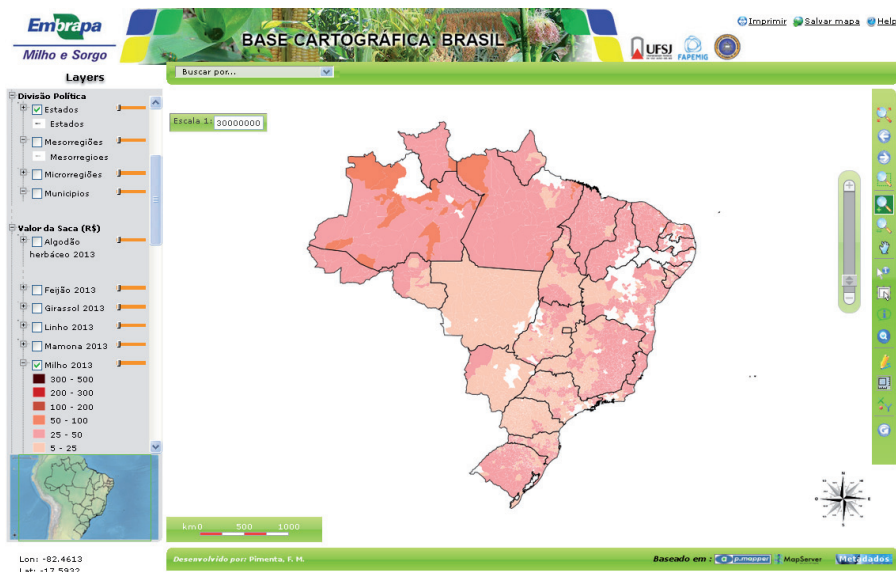 Embrapa
Milho e Sorgo
BASE CARTOGRÁFICA: BRASIL
UFSJ
FAPEMIG
Imprimir Salvar mapa Help
Layers
Buscar por...
Divisão Política
Estados
Estados
Mesorregiões
Mesorregioes
Microrregiões
Municipios
Valor da Saca (R$)
Algodão
herbáceo 2013
Feijão 2013
Girassol 2013
Linho 2013
Mamona 2013
Milho 2013
300 - 500
200 - 300
100 - 200
50 - 100
25 - 50
5 - 25
Escala 1: 30000000
km0 500 1000
Lon: -82.4613
Lat: -17.5932
Desenvolvido por: Pimenta, F. M.
Baseado em : p.mapper MapServer Metadados